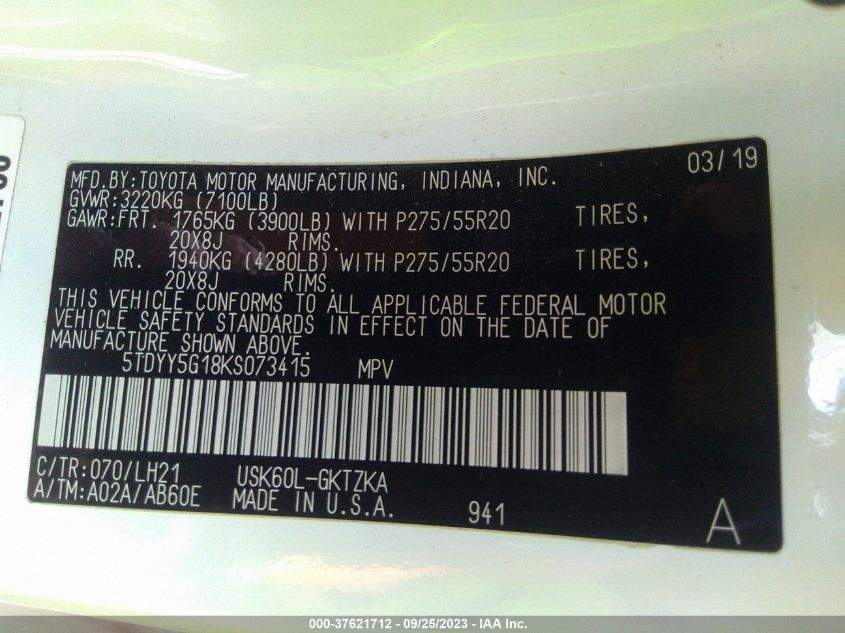 03/19
MFD.BY:TOYOTA MOTOR MANUFACTURING, INDIANA, INC.
GVWR:3220KG (7100LB)
GAWR:FRT. 1765KG (3900LB) WITH P275/55R20 TIRES,
20X8J RIMS.
RR. 1940KG (4280LB) WITH P275/55R20 TIRES,
20X8J RIMS.
THIS VEHICLE CONFORMS TO ALL APPLICABLE FEDERAL MOTOR
VEHICLE SAFETY STANDARDS IN EFFECT ON THE DATE OF
MANUFACTURE SHOWN ABOVE.
5TDYY5G18KS073415 MPV
C/TR:070/LH21 USK60L-GKTZKA
A/TM:A02A/AB60E MADE IN U.S.A. 941 A
000-37621712 - 09/25/2023 - IAA Inc.